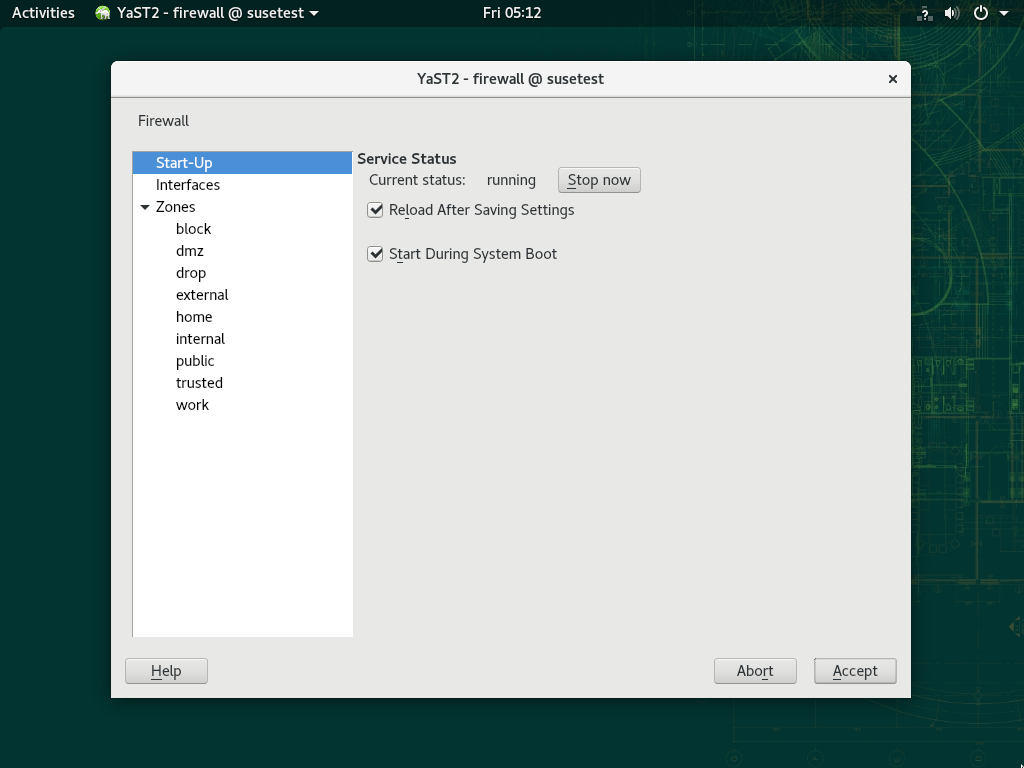 Activities YaST2 - firewall @ susetest Fri 05:12 ?
YaST2 - firewall @ susetest
Firewall
Start-Up
Interfaces
Zones
block
dmz
drop
external
home
internal
public
trusted
work
Service Status
Current status: running Stop now
Reload After Saving Settings
Start During System Boot
Help Abort Accept